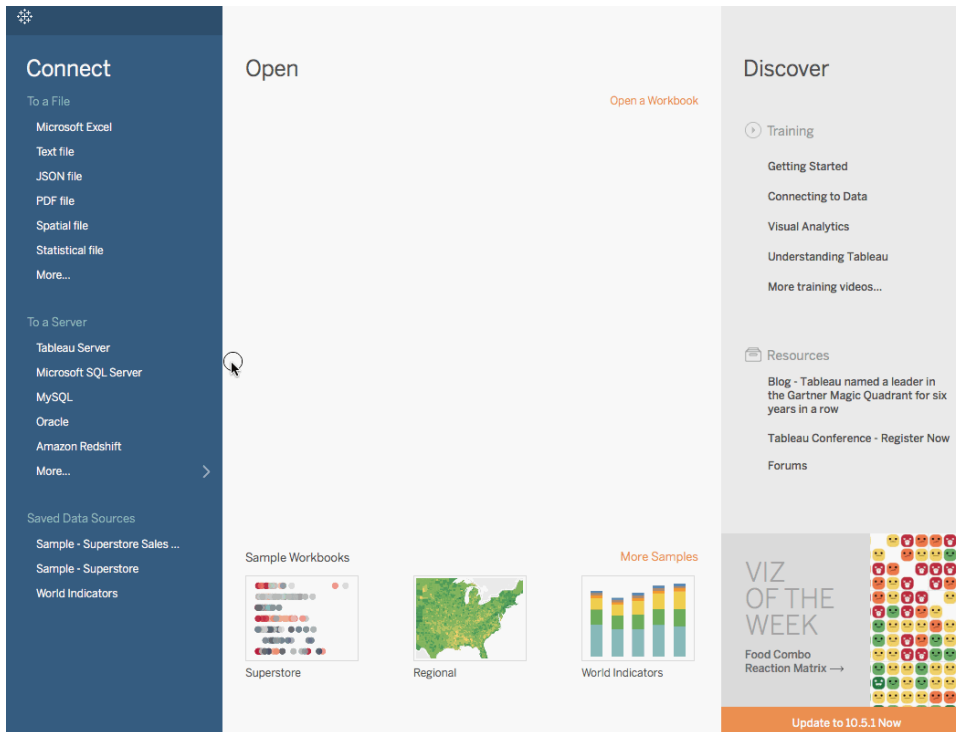 Connect
To a File
Microsoft Excel
Text file
JSON file
PDF file
Spatial file
Statistical file
More...
To a Server
Tableau Server
Microsoft SQL Server
MySQL
Oracle
Amazon Redshift
More...
Saved Data Sources
Sample - Superstore Sales ...
Sample - Superstore
World Indicators
Open
Open a Workbook
Sample Workbooks
More Samples
Superstore
Regional
World Indicators
Discover
Training
Getting Started
Connecting to Data
Visual Analytics
Understanding Tableau
More training videos...
Resources
Blog - Tableau named a leader in
the Gartner Magic Quadrant for six
years in a row
Tableau Conference - Register Now
Forums
VIZ
OF THE
WEEK
Food Combo
Reaction Matrix →
Update to 10.5.1 Now